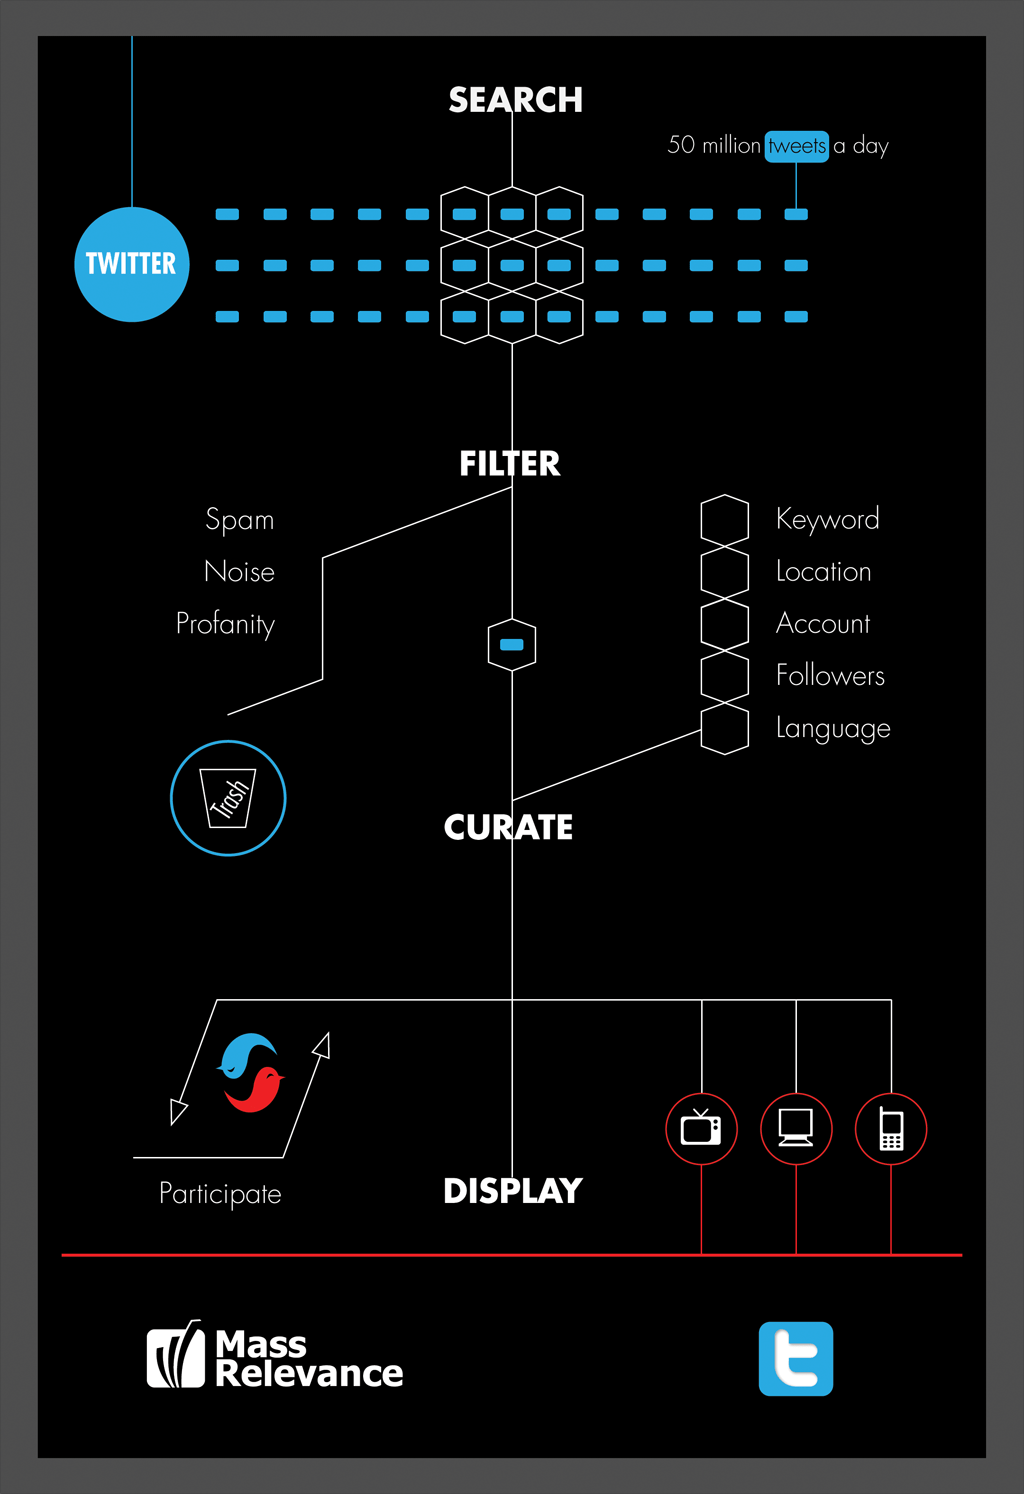 SEARCH
50 million tweets a day
TWITTER
FILTER
Spam
Noise
Profanity
Keyword
Location
Account
Followers
Language
Trash
CURATE
Participate
DISPLAY
Mass
Relevance
t